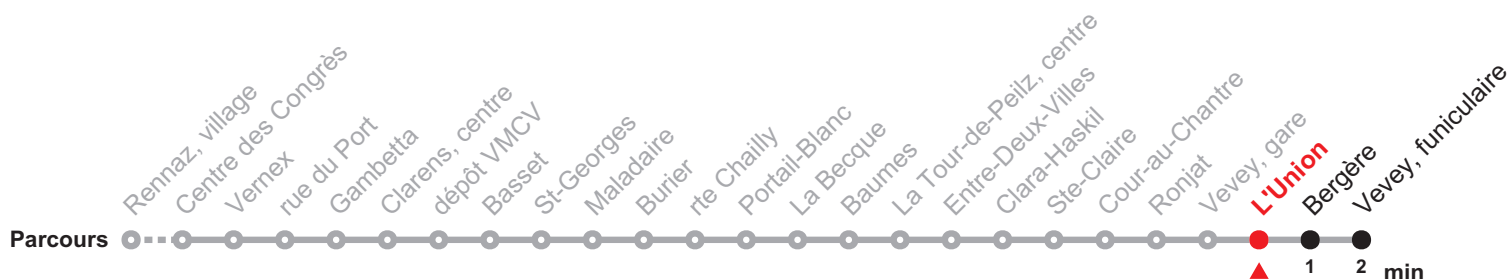 Rennaz, village
Centre des Congrès
Vernex
rue du Port
Gambetta
Clarens, centre
dépôt VMCV
Basset
St-Georges
Maladaire
Burier
rte Chailly
Portail-Blanc
La Becque
Baumes
La Tour-de-Peilz, centre
Entre-Deux-Villes
Clara-Haskil
Ste-Claire
Cour-au-Chantre
Ronjat
Vevey, gare
L'Union
Bergère
Vevey, funiculaire
Parcours
1 2 min